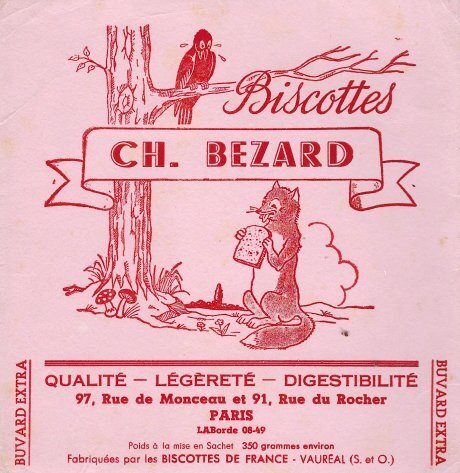 Biscottes
CH. BEZARD
BUVARD EXTRA
BUVARD EXTRA
QUALITÉ — LÉGÈRETÉ — DIGESTIBILITÉ
97, Rue de Monceau et 91, Rue du Rocher
PARIS
LABorde 08-49
Poids à la mise en Sachet 350 grammes environ
Fabriquées par les BISCOTTES DE FRANCE - VAURÉAL (S. et O.)